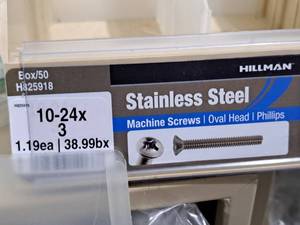 Box/50
H825918
HILLMAN
10-24x
3
1.19ea | 38.99bx
Stainless Steel
Machine Screws | Oval Head | Phillips